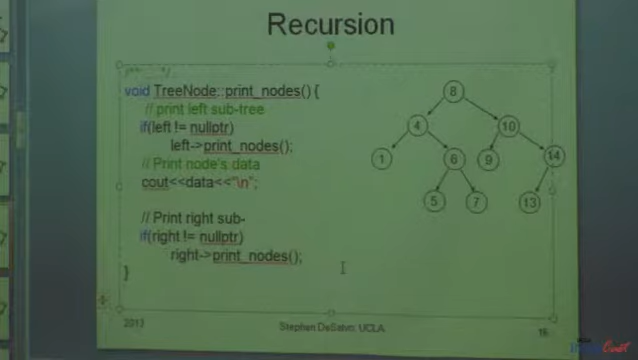 Recursion
void TreeNode::print_nodes() {
// print left sub-tree
if(left != nullptr)
left->print_nodes();
// Print node's data
cout<<data<<"\n";
// Print right sub-
if(right != nullptr)
right->print_nodes();
}
8
4
10
1
6
9
14
5
7
13
Stephan DeSalvo: UCLA
16